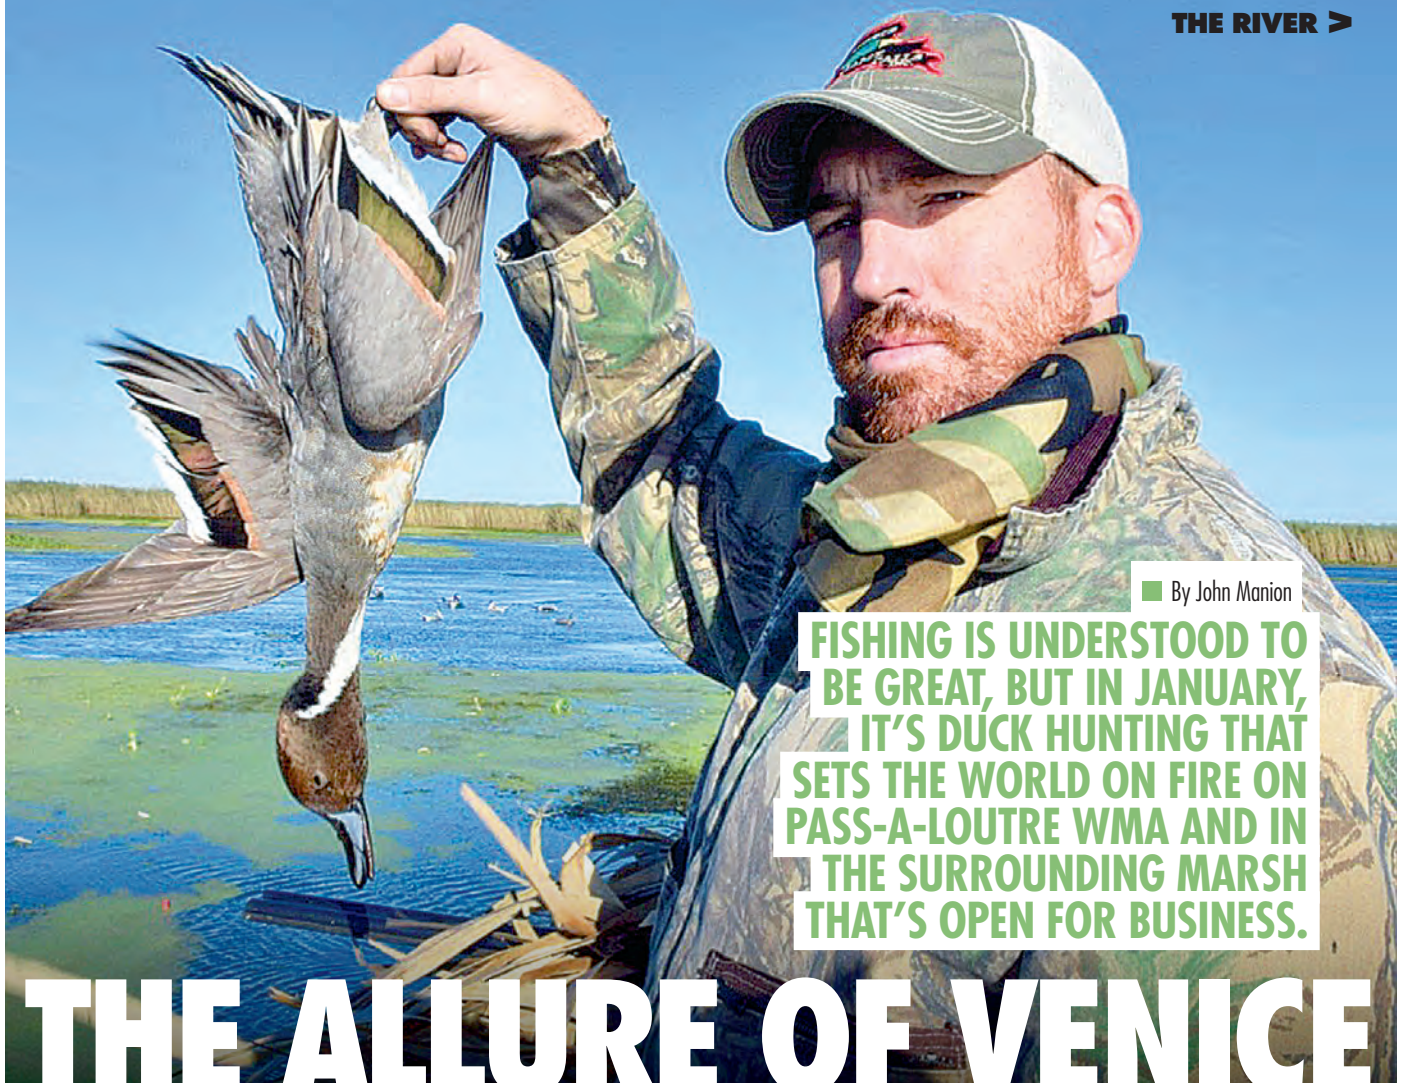 THE RIVER >
By John Manion
FISHING IS UNDERSTOOD TO
BE GREAT, BUT IN JANUARY,
IT’S DUCK HUNTING THAT
SETS THE WORLD ON FIRE ON
PASS-A-LOUTRE WMA AND IN
THE SURROUNDING MARSH
THAT’S OPEN FOR BUSINESS.
THE ALLURE OF VENICE